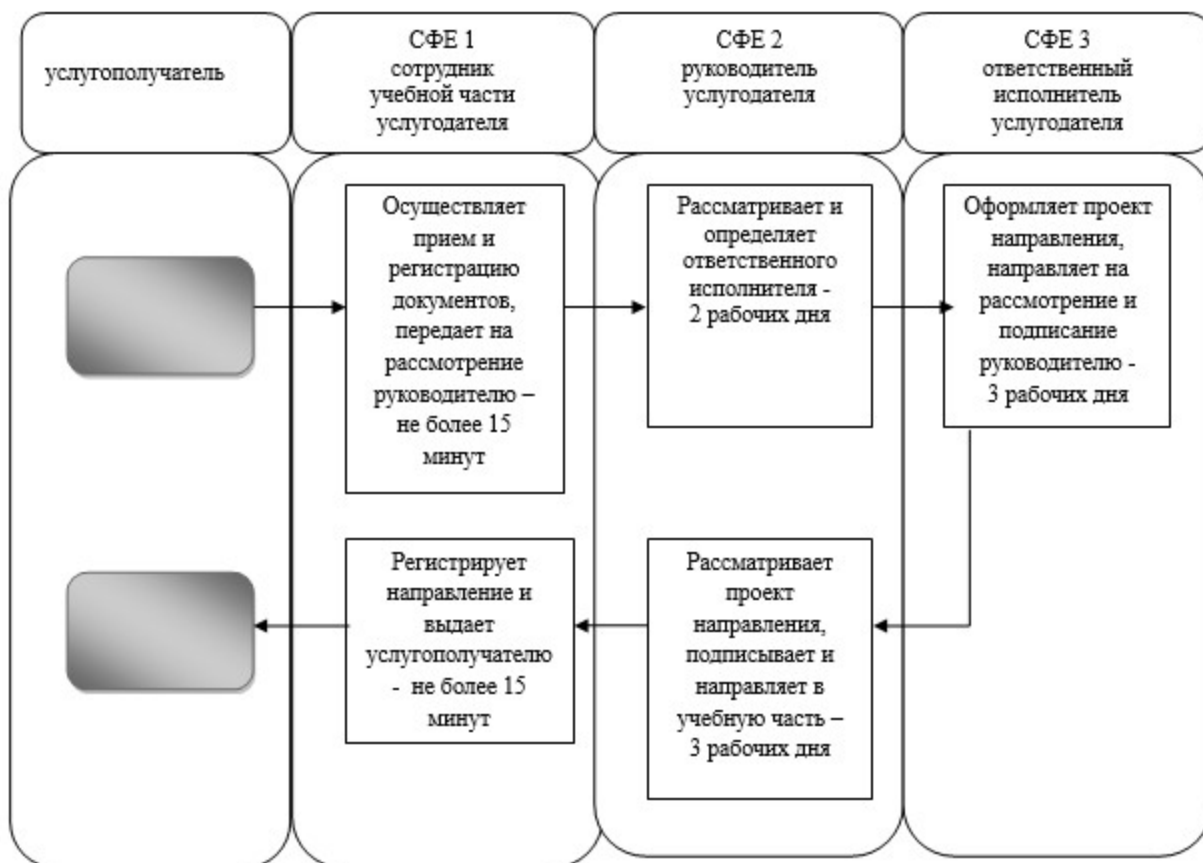 услугополучатель
СФЕ 1
сотрудник
учебной части
услугодателя
СФЕ 2
руководитель
услугодателя
СФЕ 3
ответственный
исполнитель
услугодателя
Осуществляет
прием и
регистрацию
документов,
передает на
рассмотрение
руководителю –
не более 15
минут
Рассматривает и
определяет
ответственного
исполнителя -
2 рабочих дня
Оформляет проект
направления,
направляет на
рассмотрение и
подписание
руководителю -
3 рабочих дня
Регистрирует
направление и
выдает
услугополучателю
- не более 15
минут
Рассматривает
проект
направления,
подписывает и
направляет в
учебную часть –
3 рабочих дня